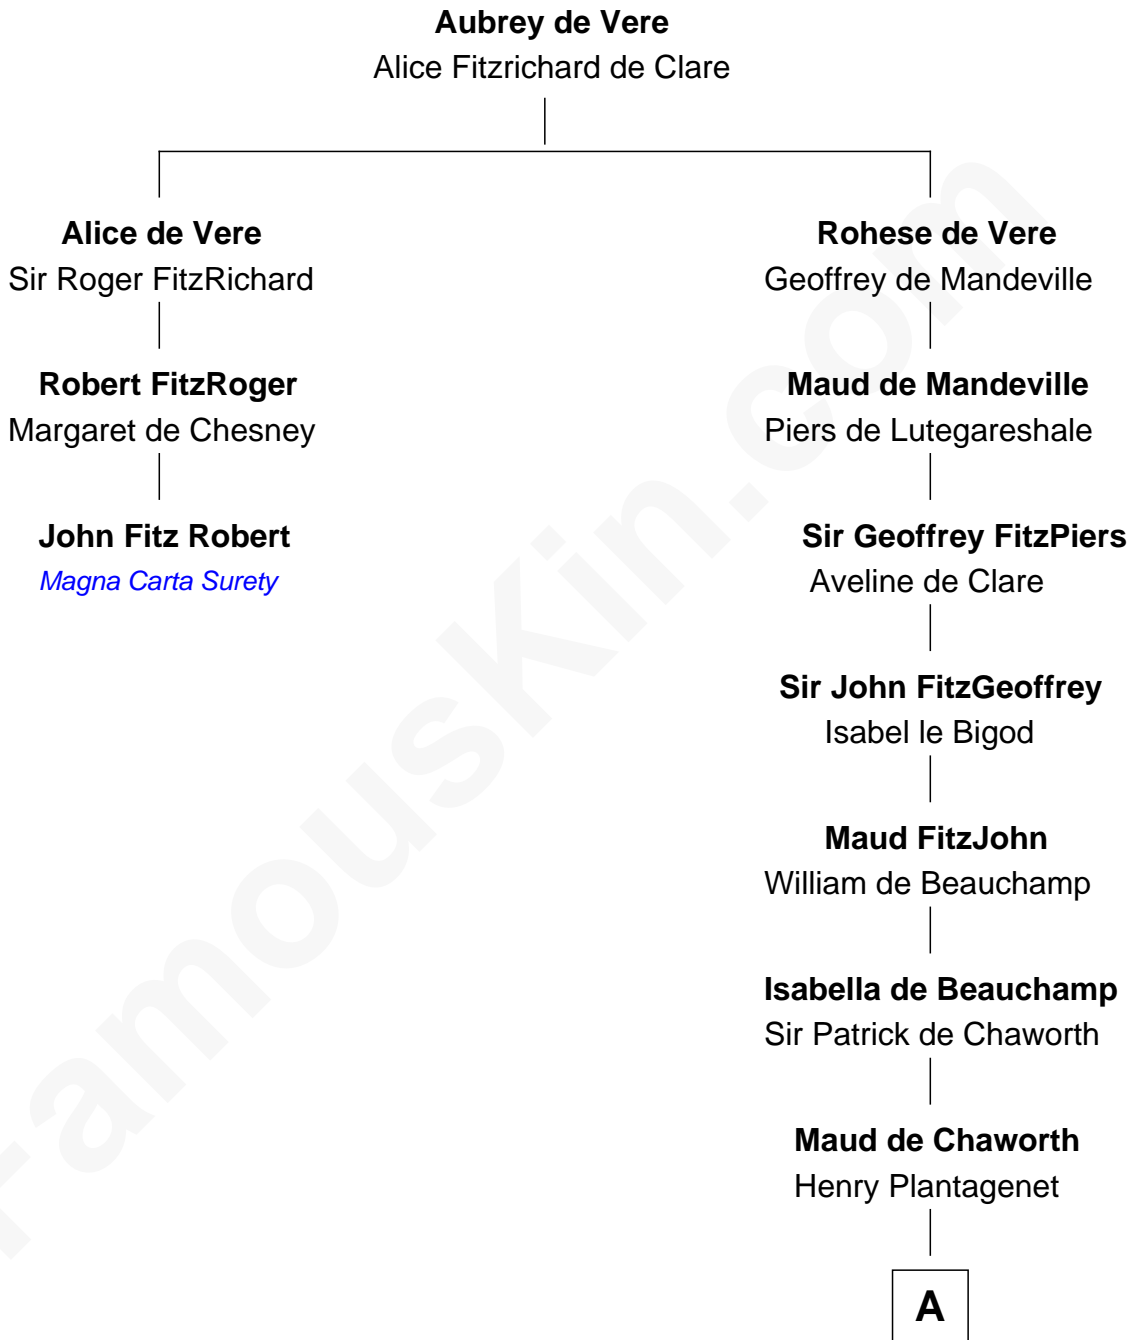 Aubrey de Vere
Alice Fitzrichard de Clare
Alice de Vere
Sir Roger FitzRichard
Robert FitzRoger
Margaret de Chesney
John Fitz Robert
Magna Carta Surety
Rohese de Vere
Geoffrey de Mandeville
Maud de Mandeville
Piers de Lutegareshale
Sir Geoffrey FitzPiers
Aveline de Clare
Sir John FitzGeoffrey
Isabel le Bigod
Maud FitzJohn
William de Beauchamp
Isabella de Beauchamp
Sir Patrick de Chaworth
Maud de Chaworth
Henry Plantagenet
A
FamousKin.com